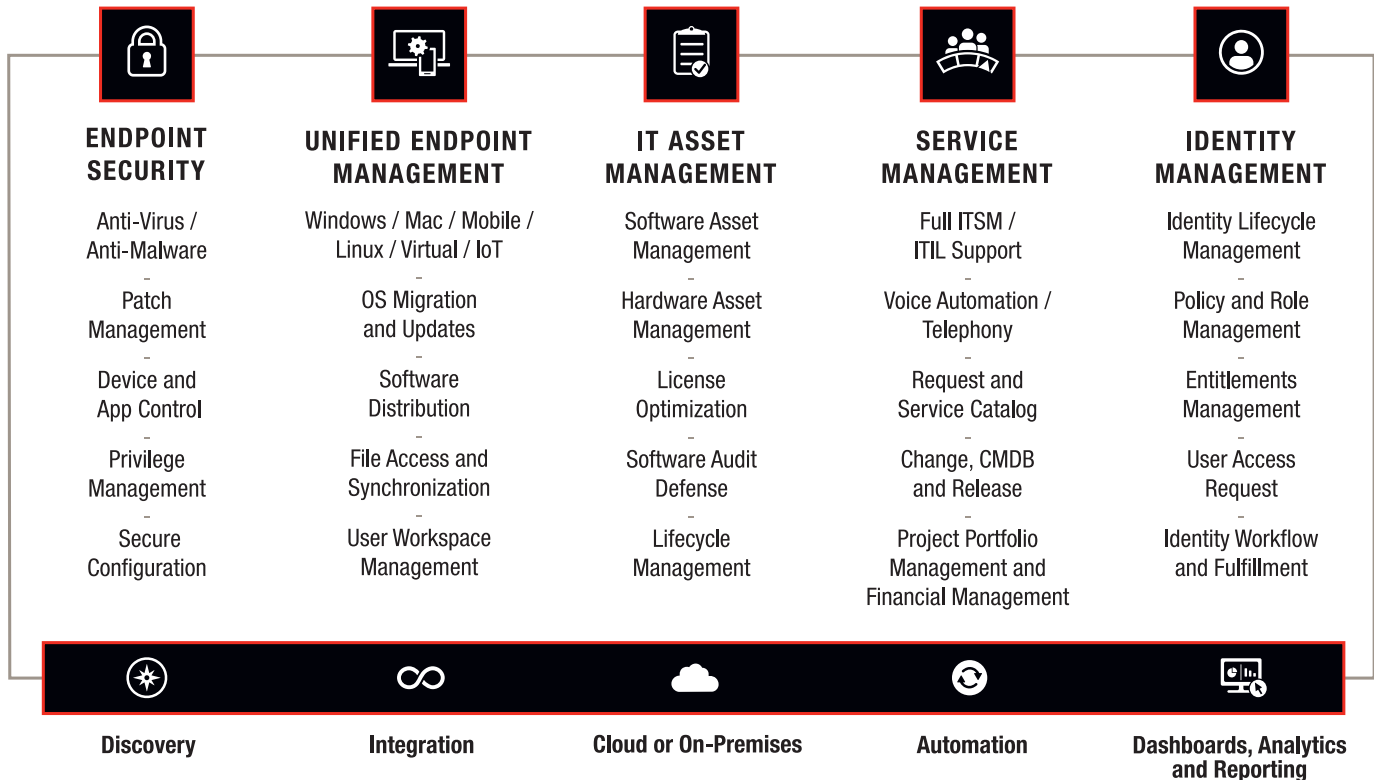 ENDPOINT
SECURITY
Anti-Virus /
Anti-Malware
–
Patch
Management
–
Device and
App Control
–
Privilege
Management
–
Secure
Configuration
UNIFIED ENDPOINT
MANAGEMENT
Windows / Mac / Mobile /
Linux / Virtual / IoT
–
OS Migration
and Updates
–
Software
Distribution
–
File Access and
Synchronization
–
User Workspace
Management
IT ASSET
MANAGEMENT
Software Asset
Management
–
Hardware Asset
Management
–
License
Optimization
–
Software Audit
Defense
–
Lifecycle
Management
SERVICE
MANAGEMENT
Full ITSM /
ITIL Support
–
Voice Automation /
Telephony
–
Request and
Service Catalog
–
Change, CMDB
and Release
–
Project Portfolio
Management and
Financial Management
IDENTITY
MANAGEMENT
Identity Lifecycle
Management
–
Policy and Role
Management
–
Entitlements
Management
–
User Access
Request
–
Identity Workflow
and Fulfillment
Discovery
Integration
Cloud or On-Premises
Automation
Dashboards, Analytics
and Reporting